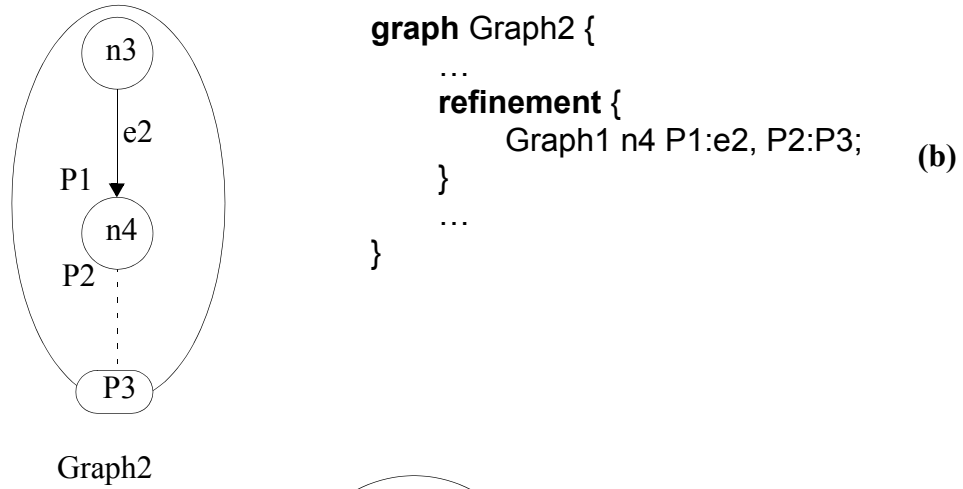 n3
e2
P1
n4
P2
P3
Graph2
graph Graph2 {
…
refinement {
Graph1 n4 P1:e2, P2:P3;
}
…
}
(b)